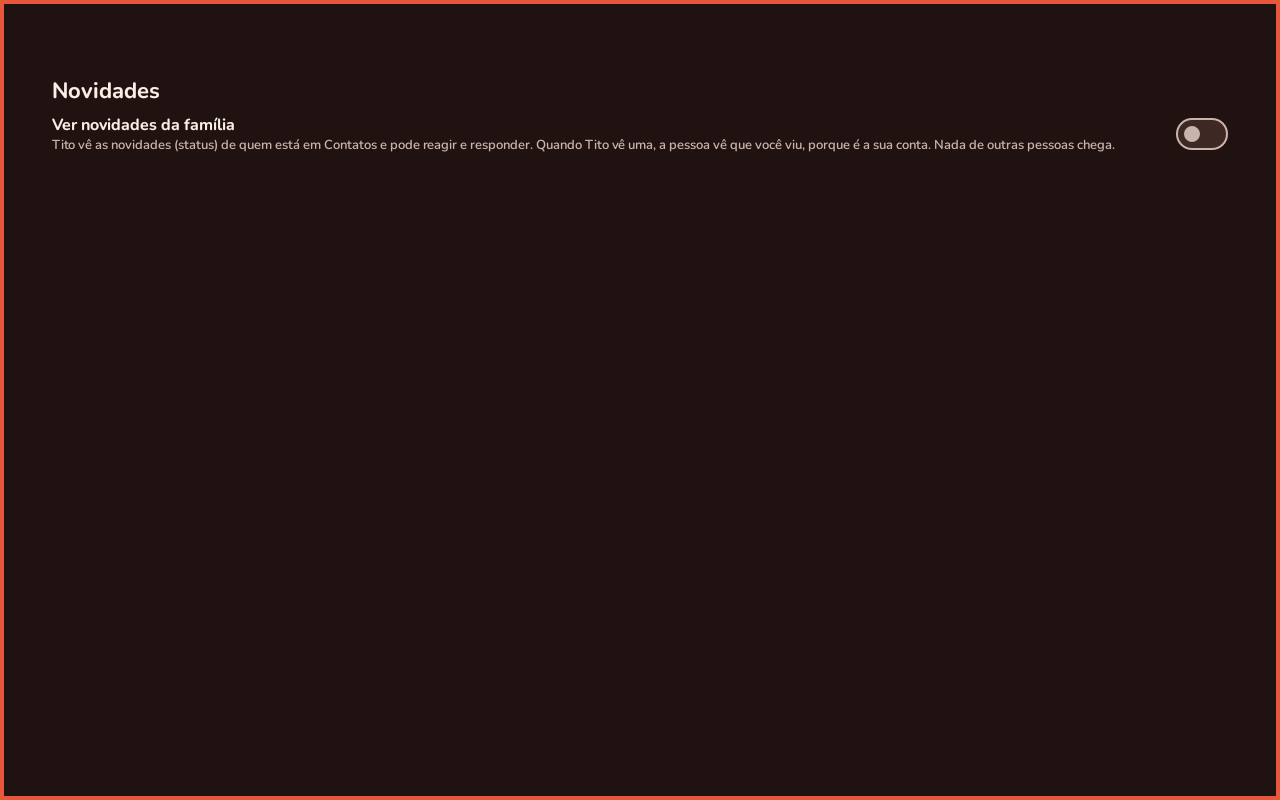 Novidades
Ver novidades da família
Tito vê as novidades (status) de quem está em Contatos e pode reagir e responder. Quando Tito vê uma, a pessoa vê que você viu, porque é a sua conta. Nada de outras pessoas chega.